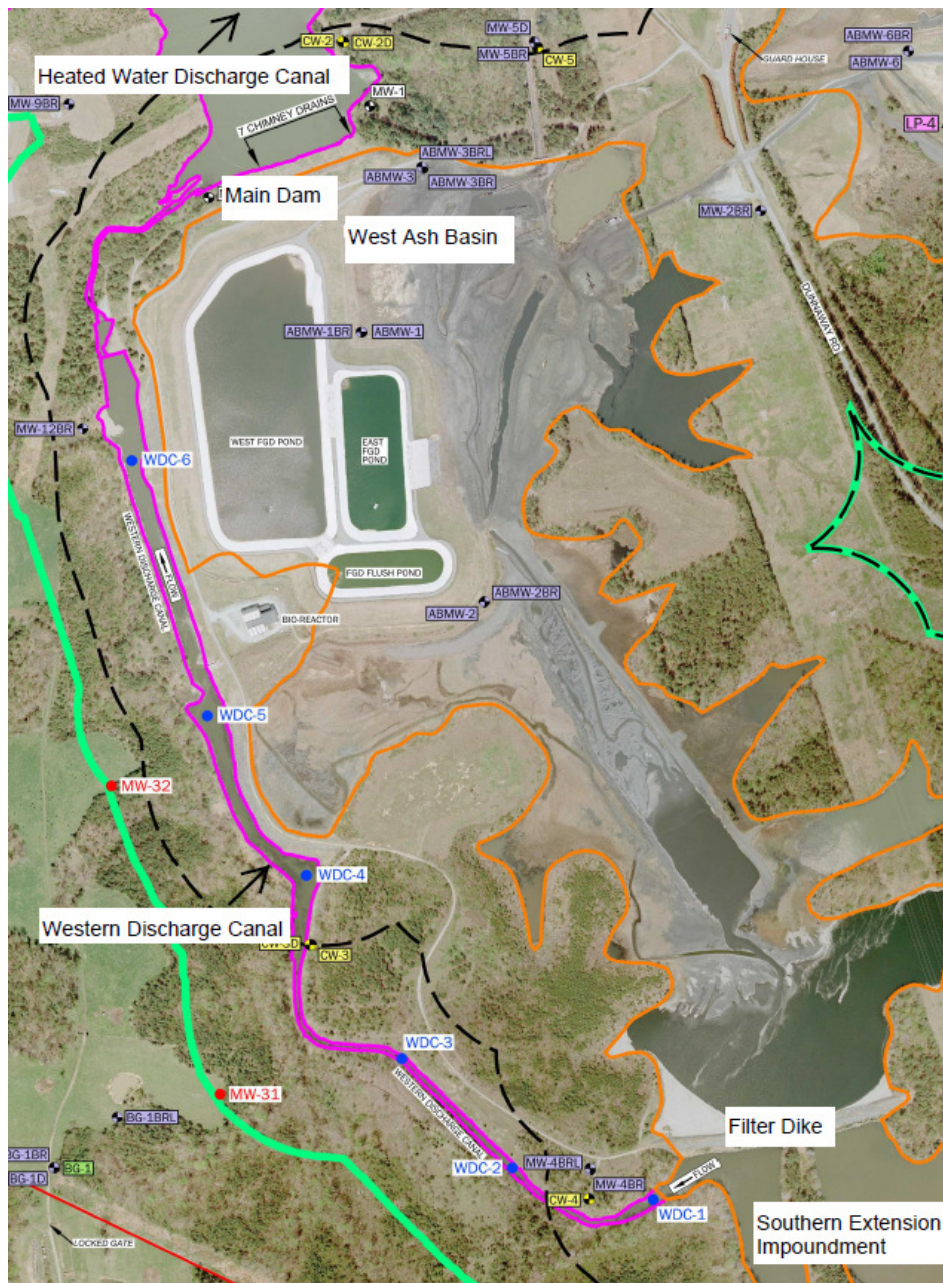 CW-2
CW-2D
MW-5D
MW-5BR
CW-5
GUARD HOUSE
ABMW-6BR
ABMW-6
Heated Water Discharge Canal
MW-9BR
MW-1
LP-4
7 CHIMNEY DRAINS
ABMW-3BRL
ABMW-3
ABMW-3BR
Main Dam
MW-2BR
West Ash Basin
DUNNAWAY RD.
ABMW-1BR
ABMW-1
MW-12BR
WEST FGD POND
EAST
FGD
POND
WDC-6
WESTERN DISCHARGE CANAL
FLOW
FGD FLUSH POND
ABMW-2BR
ABMW-2
BIO-REACTOR
WDC-5
MW-32
WDC-4
Western Discharge Canal
CW-3D
CW-3
WDC-3
MW-31
WESTERN DISCHARGE CANAL
BG-1BRL
Filter Dike
BG-1BR
BG-1
BG-1D
WDC-2
MW-4BRL
MW-4BR
FLOW
CW-4
WDC-1
LOCKED GATE
Southern Extension
Impoundment